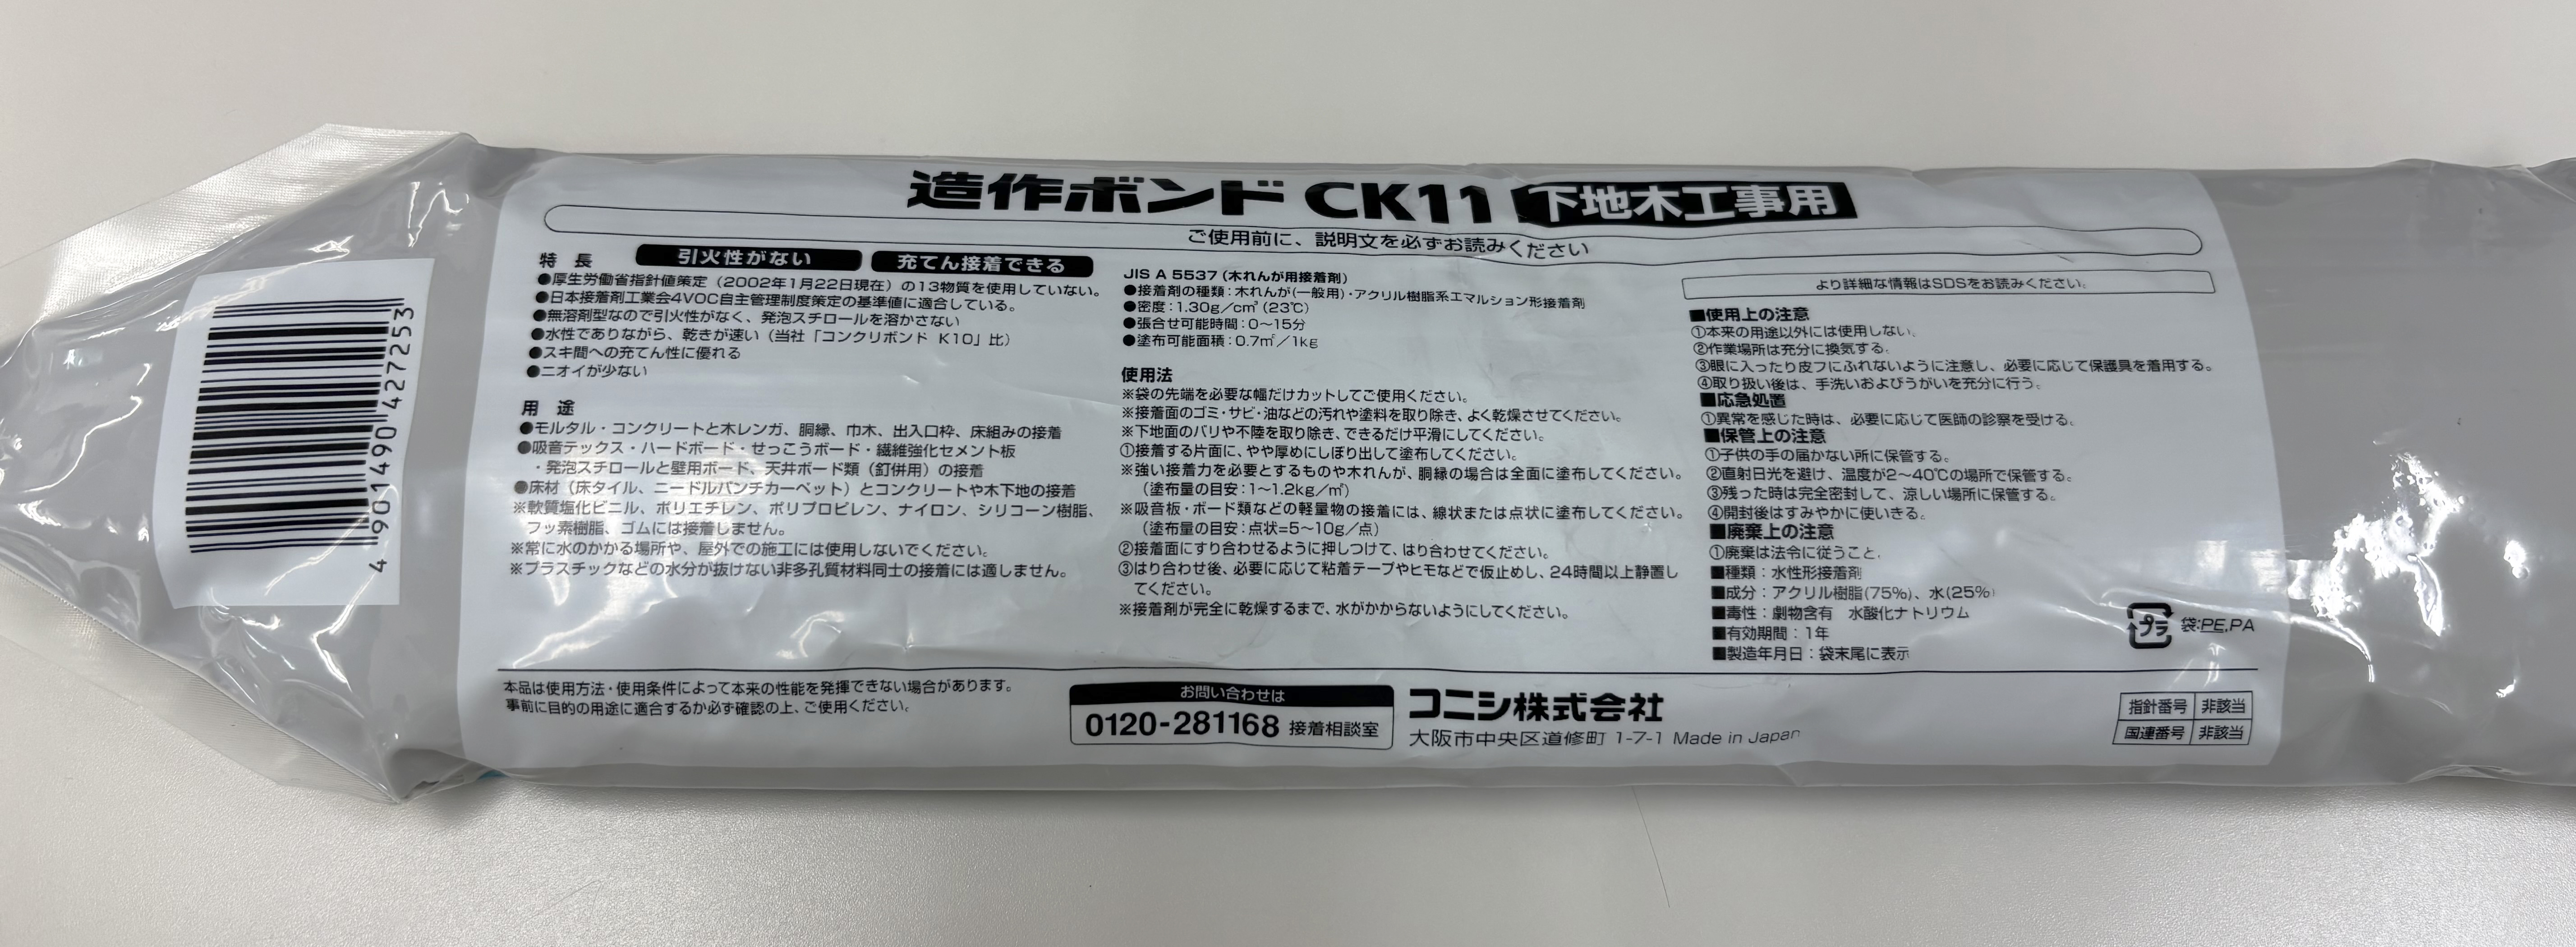 造作ボンド CK11 下地木工事用
ご使用前に、説明文を必ずお読みください
特長 引火性がない 充てん接着できる
●厚生労働省指針値策定（2002年1月22日現在）の13物質を使用していない。
●日本接着剤工業会4VOC自主管理制度策定の基準値に適合している。
●無溶剤型なので引火性がなく、発泡スチロールを溶かさない
●水性でありながら、乾きが速い（当社「コンクリボンド K10」比）
●スキ間への充てん性に優れる
●ニオイが少ない
用途
●モルタル・コンクリートと木レンガ、胴縁、巾木、出入口枠、床組みの接着
●吸音テックス・ハードボード・せっこうボード・繊維強化セメント板
・発泡スチロールと壁用ボード、天井ボード類（釘併用）の接着
●床材（床タイル、ニードルパンチカーペット）とコンクリートや木下地の接着
※軟質塩化ビニル、ポリエチレン、ポリプロピレン、ナイロン、シリコーン樹脂、
フッ素樹脂、ゴムには接着しません。
※常に水のかかる場所や、屋外での施工には使用しないでください。
※プラスチックなどの水分が抜けない非多孔質材料同士の接着には適しません。
JIS A 5537（木れんが用接着剤）
●接着剤の種類：木れんが(一般用)・アクリル樹脂系エマルション形接着剤
●密度：1.30g／cm³（23℃）
●張合せ可能時間：0〜15分
●塗布可能面積：0.7㎡／1kg
使用法
※袋の先端を必要な幅だけカットしてご使用ください。
※接着面のゴミ・サビ・油などの汚れや塗料を取り除き、よく乾燥させてください。
※下地面のバリや不陸を取り除き、できるだけ平滑にしてください。
①接着する片面に、やや厚めにしぼり出して塗布してください。
※強い接着力を必要とするものや木れんが、胴縁の場合は全面に塗布してください。
（塗布量の目安：1〜1.2kg／㎡）
※吸音板・ボード類などの軽量物の接着には、線状または点状に塗布してください。
（塗布量の目安：点状=5〜10g／点）
②接着面にすり合わせるように押しつけて、はり合わせてください。
③はり合わせ後、必要に応じて粘着テープやヒモなどで仮止めし、24時間以上静置し
てください。
※接着剤が完全に乾燥するまで、水がかからないようにしてください。
より詳細な情報はSDSをお読みください。
■使用上の注意
①本来の用途以外には使用しない。
②作業場所は充分に換気する。
③眼に入ったり皮フにふれないように注意し、必要に応じて保護具を着用する。
④取り扱い後は、手洗いおよびうがいを充分に行う。
■応急処置
①異常を感じた時は、必要に応じて医師の診察を受ける。
■保管上の注意
①子供の手の届かない所に保管する。
②直射日光を避け、温度が2〜40℃の場所で保管する。
③残った時は完全密封して、涼しい場所に保管する。
④開封後はすみやかに使いきる。
■廃棄上の注意
①廃棄は法令に従うこと。
■種類：水性形接着剤
■成分：アクリル樹脂(75%)、水(25%)
■毒性：劇物含有 水酸化ナトリウム
■有効期間：1年
■製造年月日：袋末尾に表示
プラ 袋:PE,PA
本品は使用方法・使用条件によって本来の性能を発揮できない場合があります。
事前に目的の用途に適合するか必ず確認の上、ご使用ください。
お問い合わせは
0120-281168 接着相談室
コニシ株式会社
大阪市中央区道修町 1-7-1 Made in Japan
指針番号 非該当
国連番号 非該当
4 901490 427253